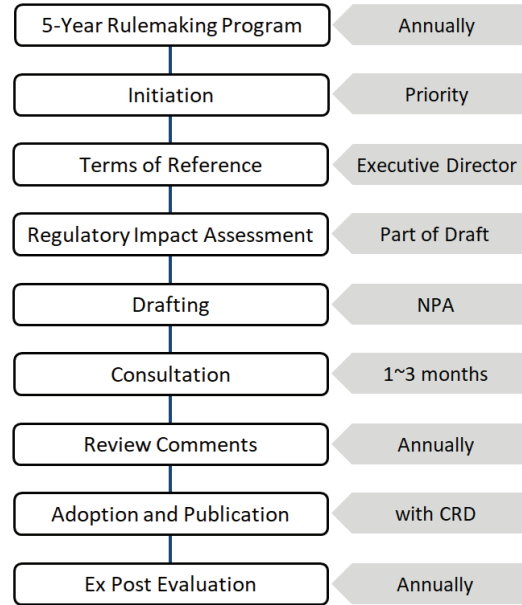 5-Year Rulemaking Program
Annually
Initiation
Priority
Terms of Reference
Executive Director
Regulatory Impact Assessment
Part of Draft
Drafting
NPA
Consultation
1~3 months
Review Comments
Annually
Adoption and Publication
with CRD
Ex Post Evaluation
Annually